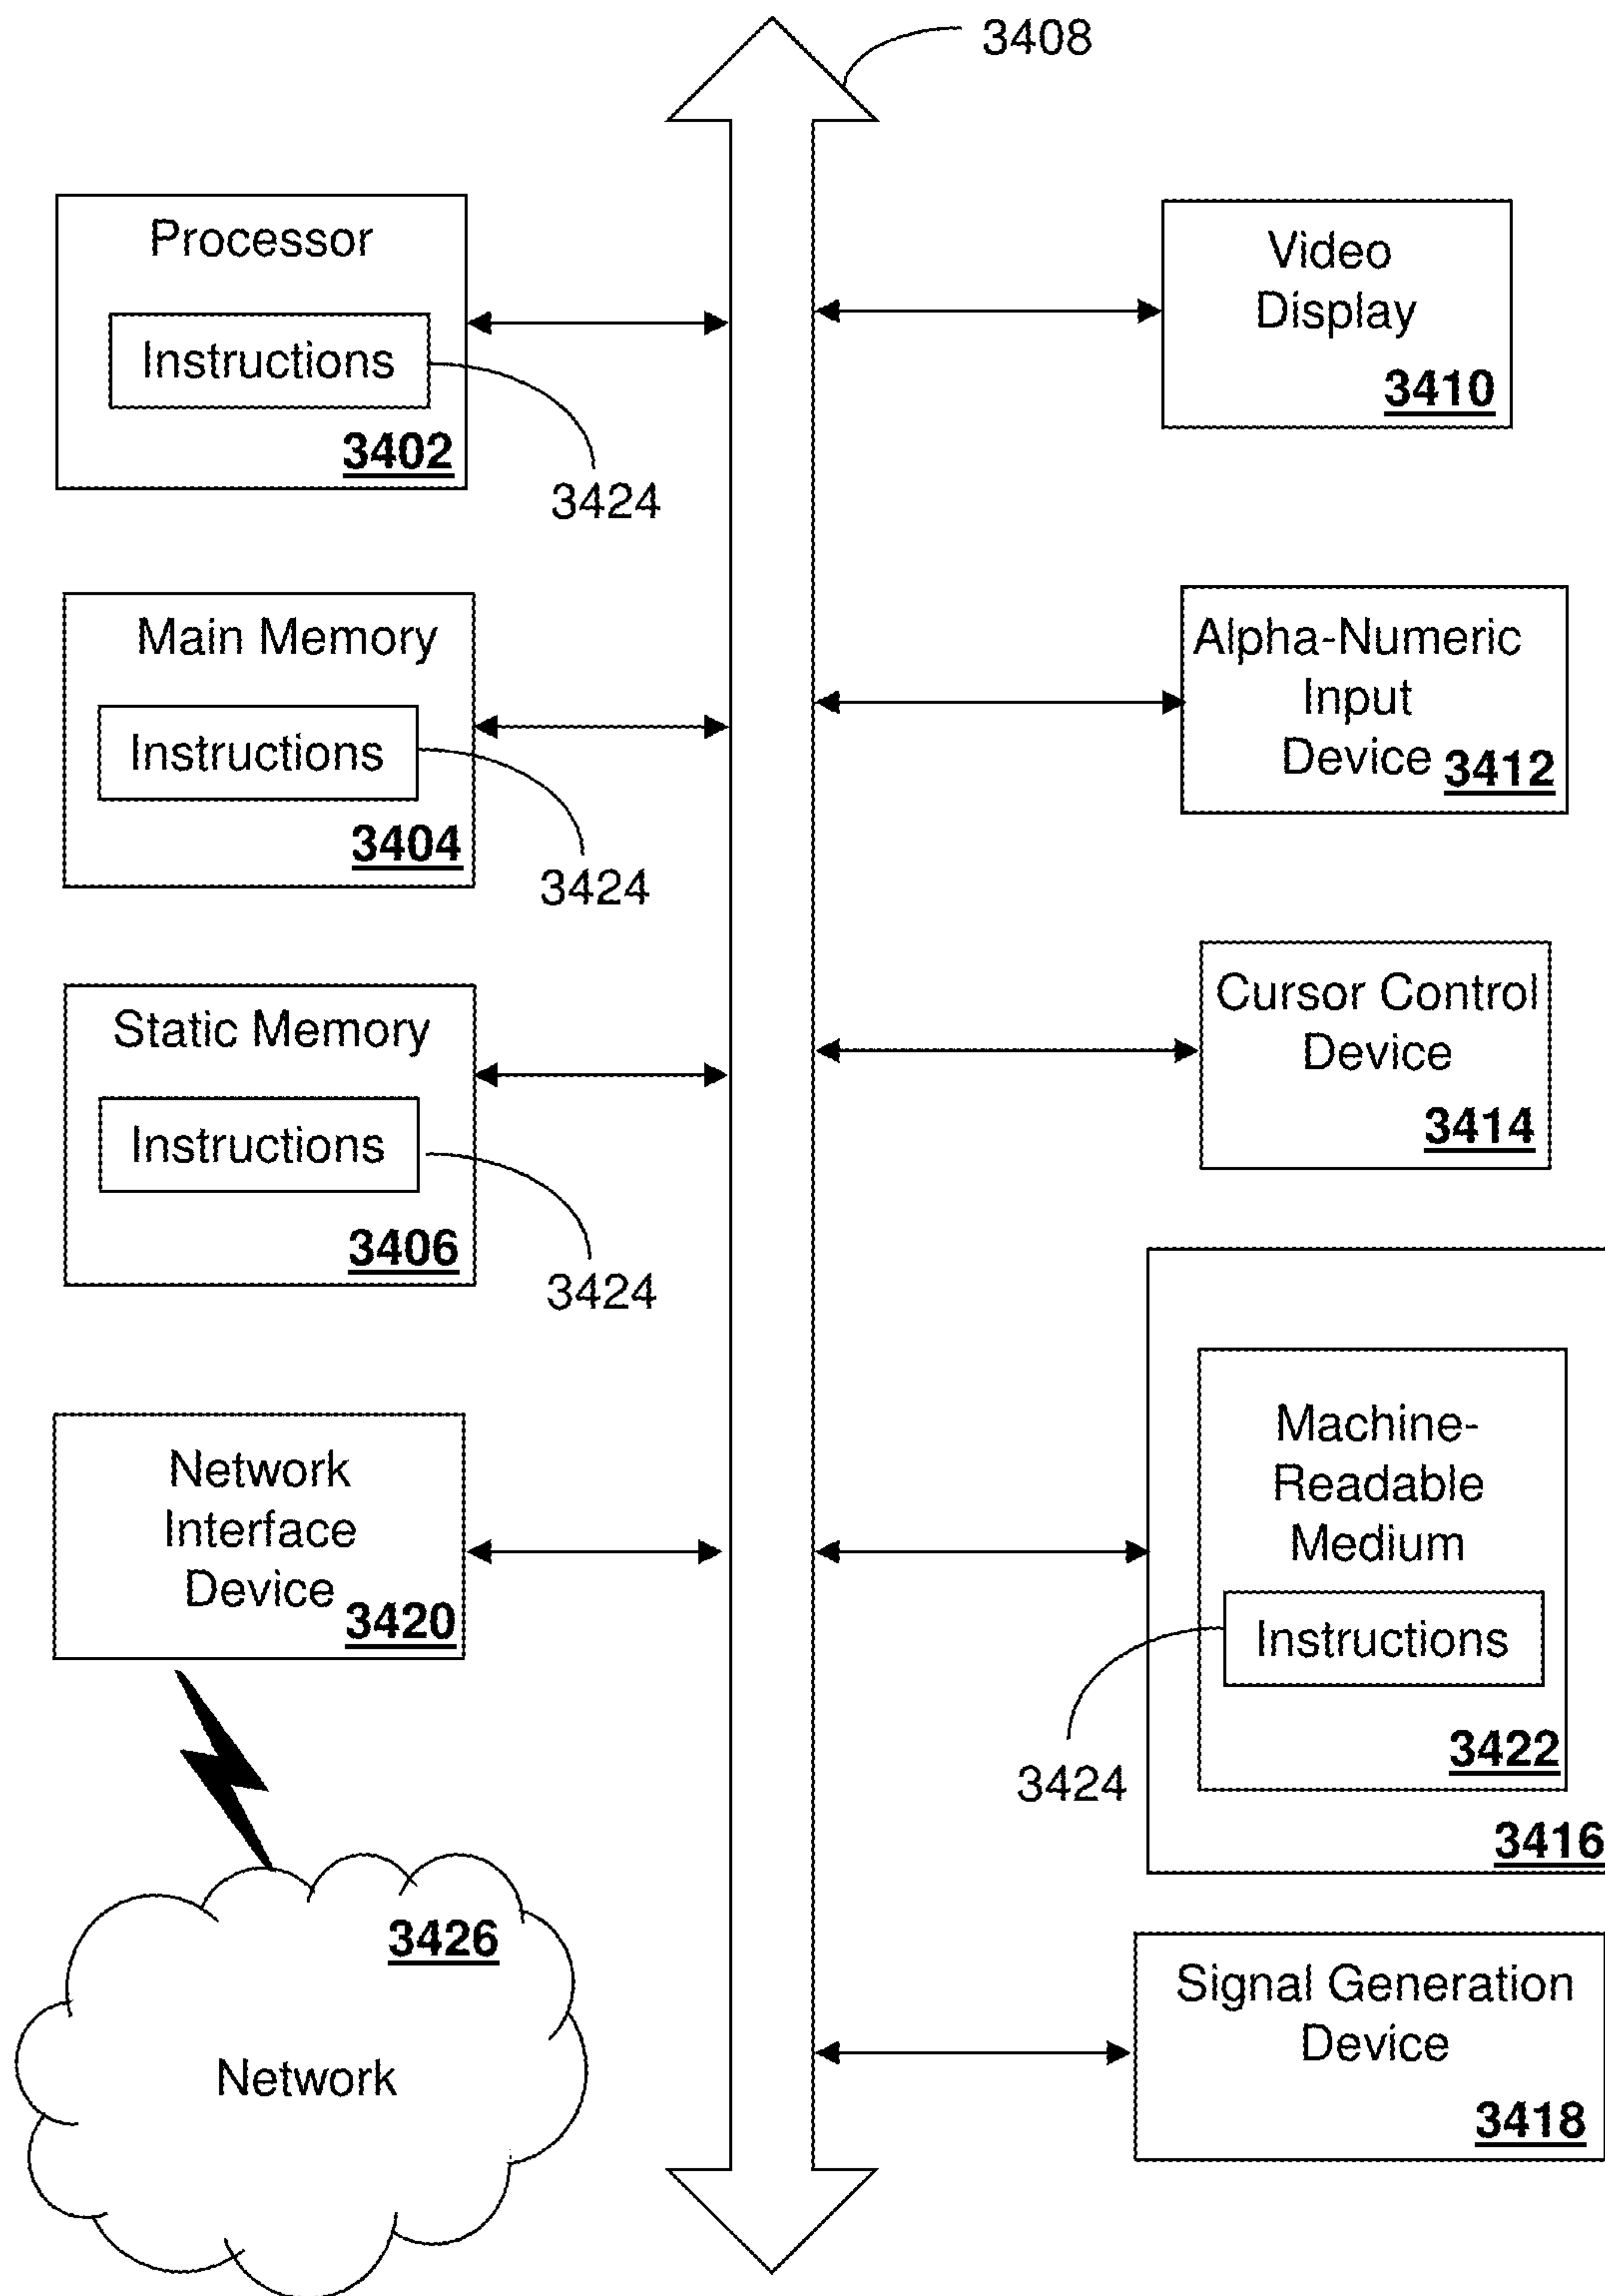 3408
Processor
Instructions
3402
3424
Main Memory
Instructions
3404
3424
Static Memory
Instructions
3406
3424
Network
Interface
Device
3420
3426
Network
Video
Display
3410
Alpha-Numeric
Input
Device 3412
Cursor Control
Device
3414
Machine-
Readable
Medium
Instructions
3422
3424
3416
Signal Generation
Device
3418